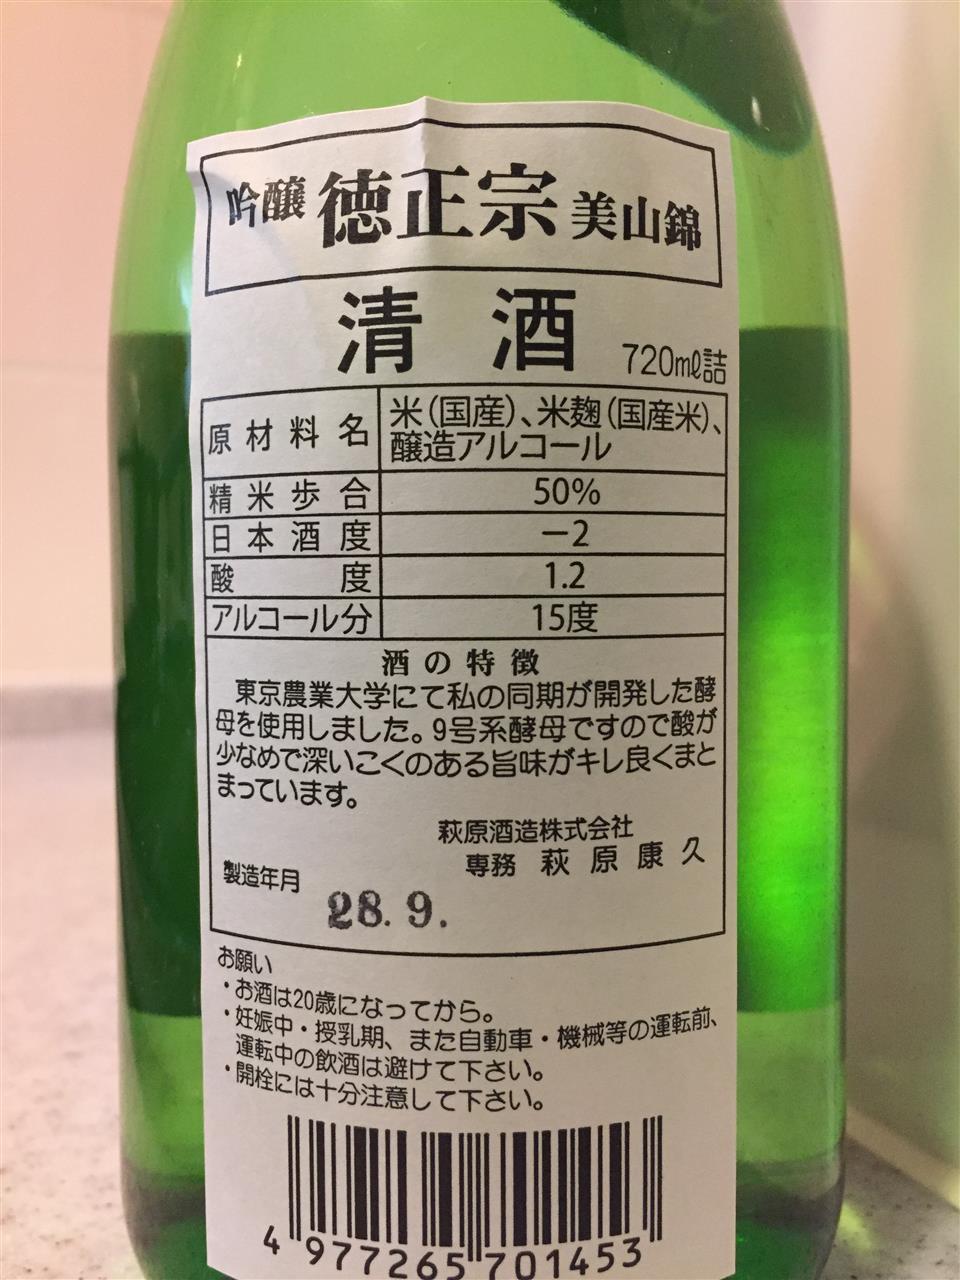 吟醸 徳正宗 美山錦
清酒 720mℓ詰
原材料名 米(国産)、米麹(国産米)、
醸造アルコール
精米歩合 50%
日本酒度 −2
酸度 1.2
アルコール分 15度
酒の特徴
東京農業大学にて私の同期が開発した酵
母を使用しました。9号系酵母ですので酸が
少なめで深いこくのある旨味がキレ良くまと
まっています。
萩原酒造株式会社
専務 萩原康久
製造年月
28.9.
お願い
・お酒は20歳になってから。
・妊娠中・授乳期、また自動車・機械等の運転前、
運転中の飲酒は避けて下さい。
・開栓には十分注意して下さい。
4 977265 701453